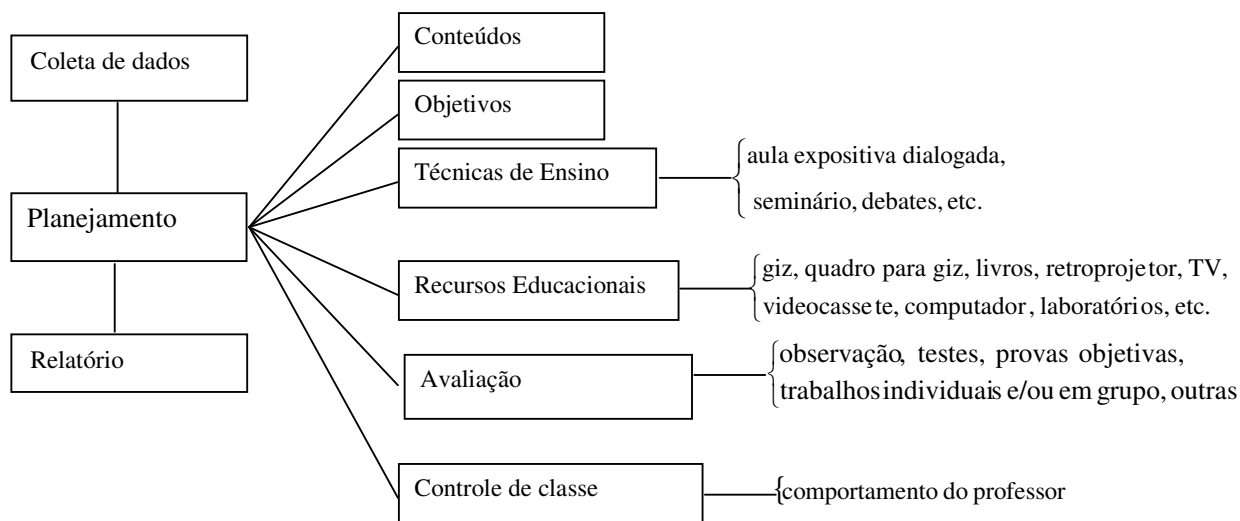 Coleta de dados
Planejamento
Relatório
Conteúdos
Objetivos
Técnicas de Ensino
aula expositiva dialogada,
seminário, debates, etc.
Recursos Educacionais
giz, quadro para giz, livros, retroprojetor, TV,
videocassete, computador, laboratórios, etc.
Avaliação
observação, testes, provas objetivas,
trabalhos individuais e/ou em grupo, outras
Controle de classe
comportamento do professor